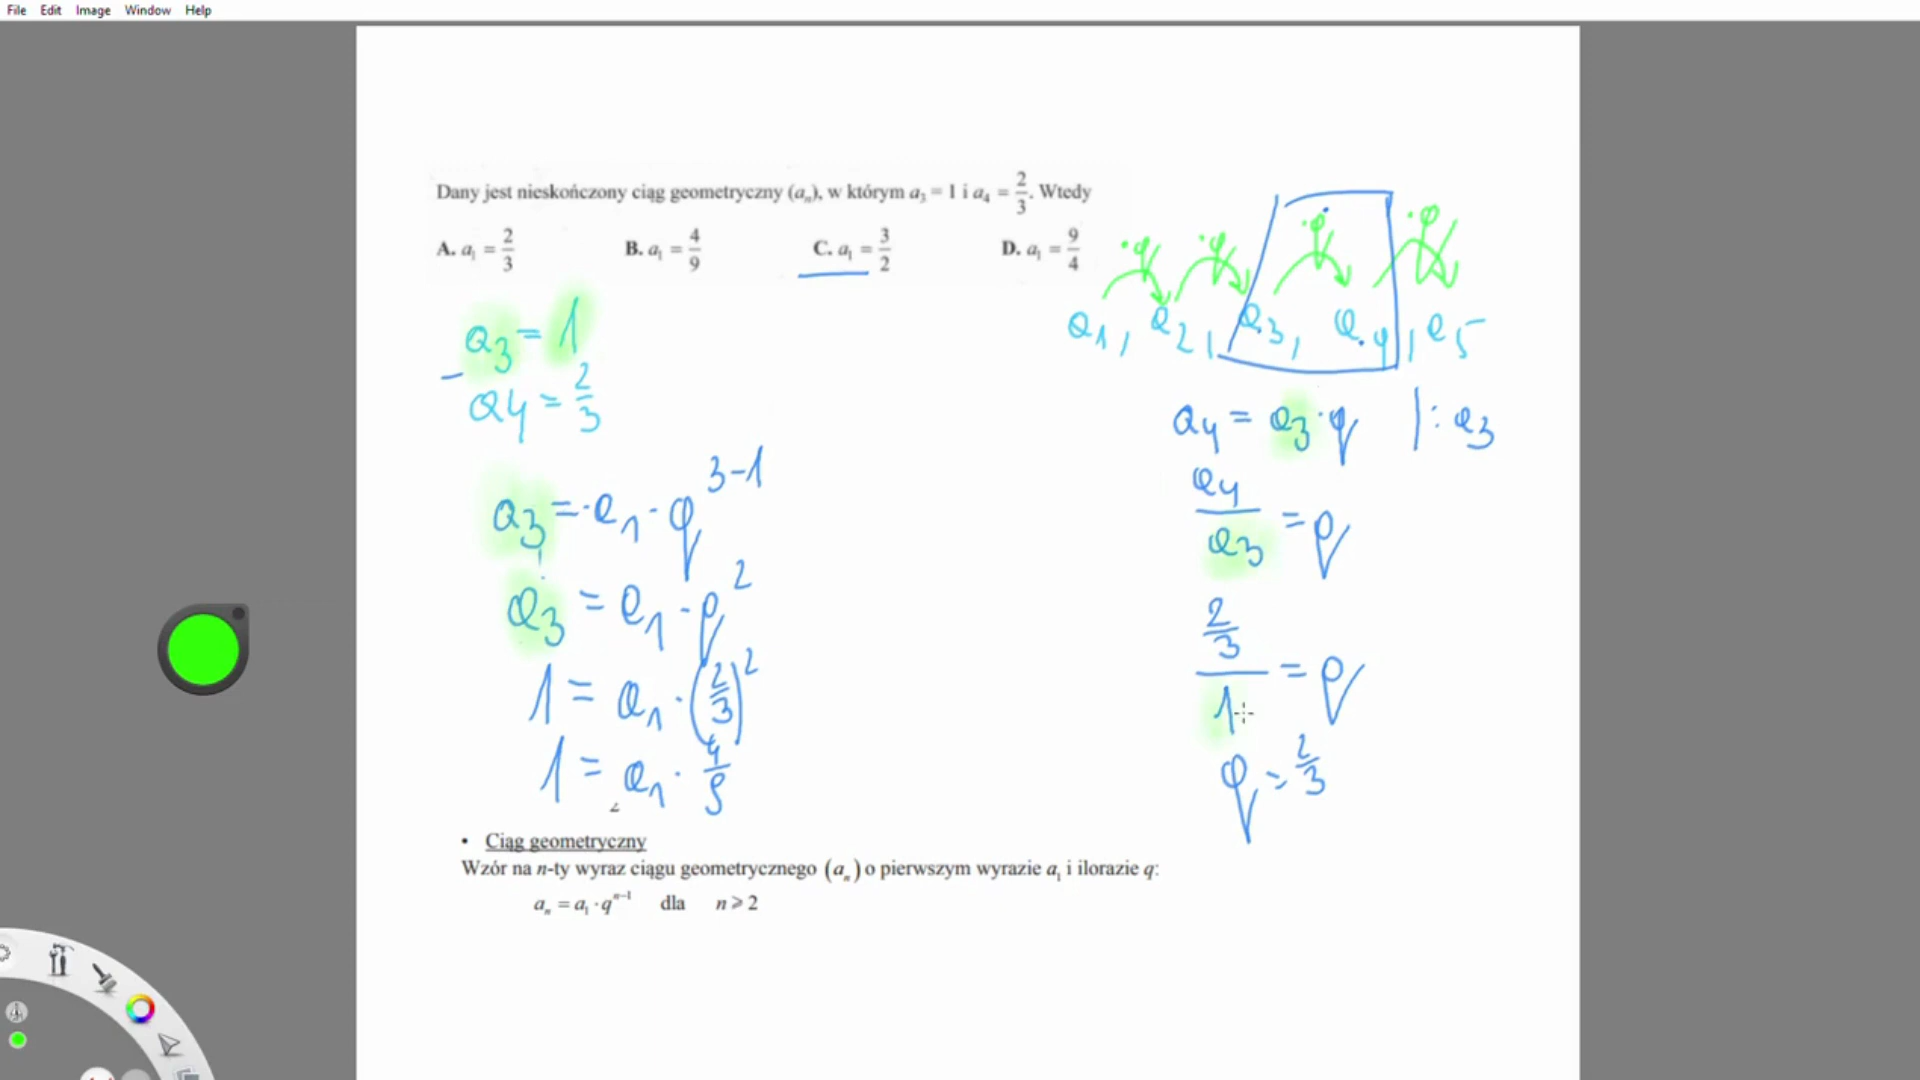 File Edit Image Window Help
Dany jest nieskończony ciąg geometryczny (aₙ), w którym a₃ = 1 i a₄ = 2/3. Wtedy
A. a₁ = 2/3 B. a₁ = 4/9 C. a₁ = 3/2 D. a₁ = 9/4
·q ·q ·q ·q
a₁, a₂, a₃, a₄, a₅
a₃ = 1
a₄ = 2/3
a₃ = a₁ · q³⁻¹
a₃ = a₁ · q²
1 = a₁ · (2/3)²
1 = a₁ · 4/9
a₄ = a₃ · q |: a₃
a₄/a₃ = q
2/3/1 = q
q = 2/3
• Ciąg geometryczny
Wzór na n-ty wyraz ciągu geometrycznego (aₙ) o pierwszym wyrazie a₁ i ilorazie q:
aₙ = a₁ · qⁿ⁻¹ dla n ⩾ 2